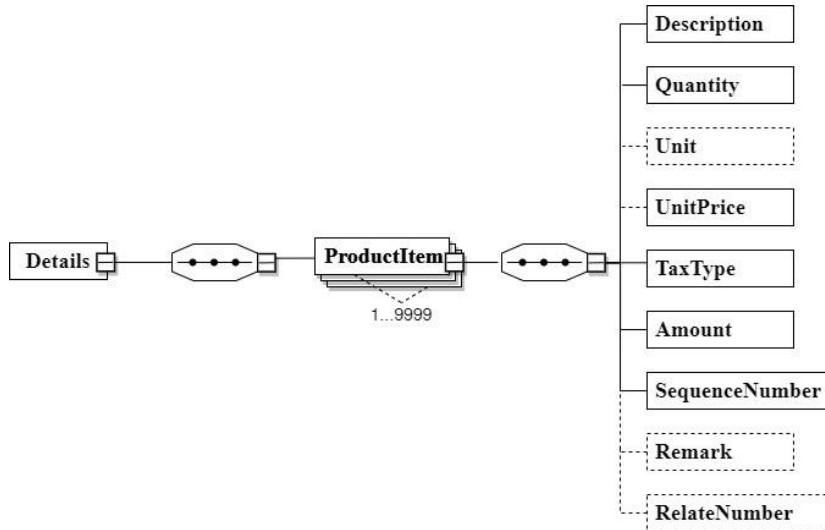 Description
Quantity
Unit
UnitPrice
Details
ProductItem
TaxType
1...9999
Amount
SequenceNumber
Remark
RelateNumber